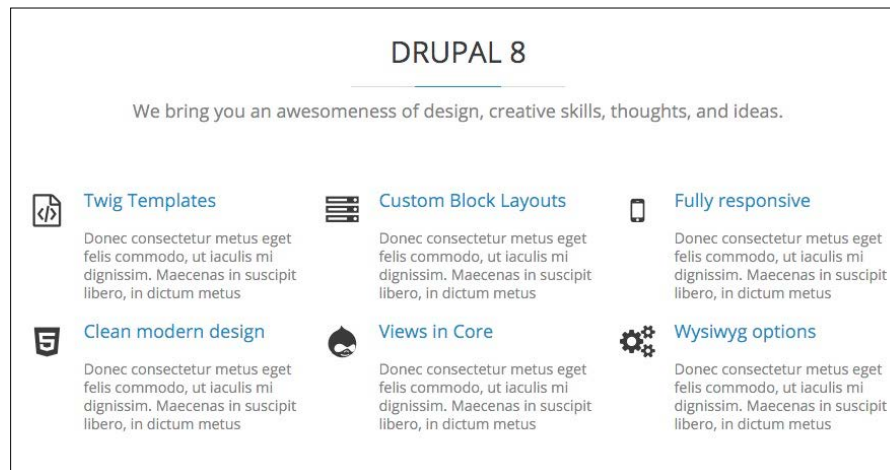 DRUPAL 8
We bring you an awesomeness of design, creative skills, thoughts, and ideas.
Twig Templates
Donec consectetur metus eget
felis commodo, ut iaculis mi
dignissim. Maecenas in suscipit
libero, in dictum metus
Custom Block Layouts
Donec consectetur metus eget
felis commodo, ut iaculis mi
dignissim. Maecenas in suscipit
libero, in dictum metus
Fully responsive
Donec consectetur metus eget
felis commodo, ut iaculis mi
dignissim. Maecenas in suscipit
libero, in dictum metus
Clean modern design
Donec consectetur metus eget
felis commodo, ut iaculis mi
dignissim. Maecenas in suscipit
libero, in dictum metus
Views in Core
Donec consectetur metus eget
felis commodo, ut iaculis mi
dignissim. Maecenas in suscipit
libero, in dictum metus
Wysiwyg options
Donec consectetur metus eget
felis commodo, ut iaculis mi
dignissim. Maecenas in suscipit
libero, in dictum metus